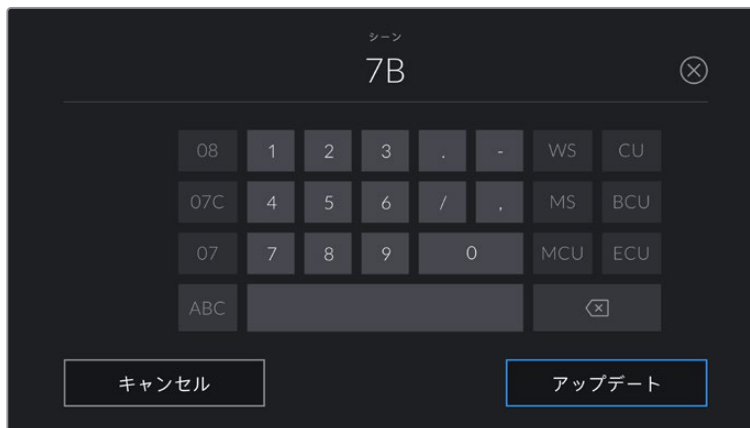 シーン
7B
08 1 2 3 . - WS CU
07C 4 5 6 / , MS BCU
07 7 8 9 0 MCU ECU
ABC
キャンセル アップデート